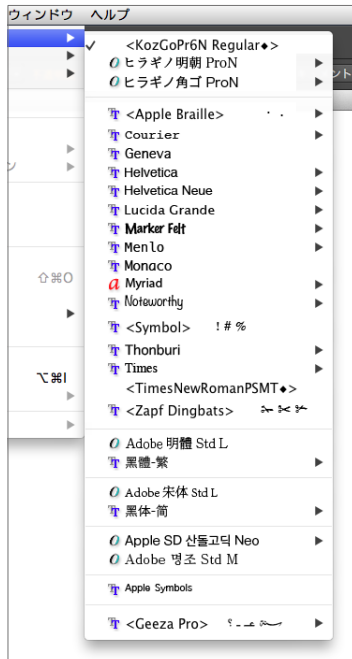 ウィンドウ ヘルプ
✓ <KozGoPr6N Regular◆>
O ヒラギノ明朝 ProN
O ヒラギノ角ゴ ProN
ント
<Apple Braille>
Courier
Geneva
Helvetica
ン
Helvetica Neue
Lucida Grande
Marker Felt
Menlo
Monaco
⇧⌘O
a Myriad
Noteworthy
<Symbol> ! # %
Thonburi
Times
⌥⌘I
<TimesNewRomanPSMT◆>
<Zapf Dingbats>
O Adobe 明體 Std L
黑體-繁
O Adobe 宋体 Std L
黑体-简
O Apple SD 산돌고딕 Neo
O Adobe 명조 Std M
Apple Symbols
<Geeza Pro>